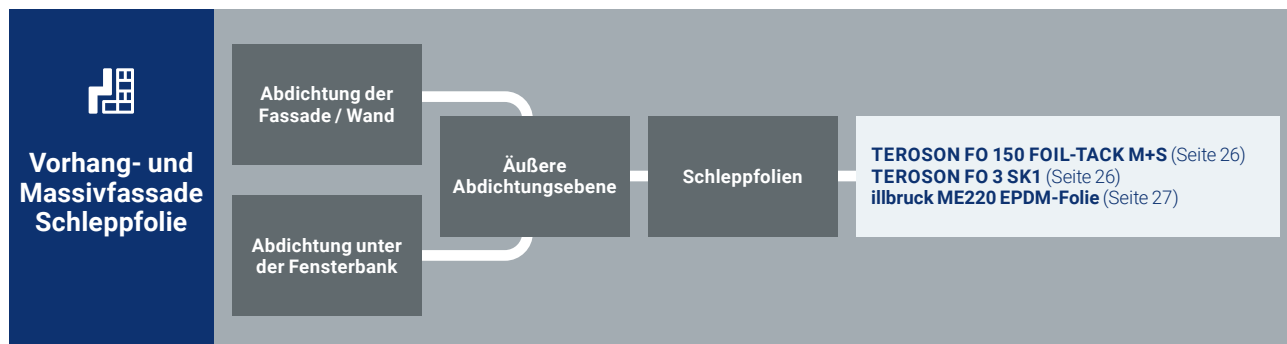 Vorhang- und
Massivfassade
Schleppfolie
Abdichtung der
Fassade / Wand
Abdichtung unter
der Fensterbank
Äußere
Abdichtungsebene
Schleppfolien
TEROSON FO 150 FOIL-TACK M+S (Seite 26)
TEROSON FO 3 SK1 (Seite 26)
illbruck ME220 EPDM-Folie (Seite 27)